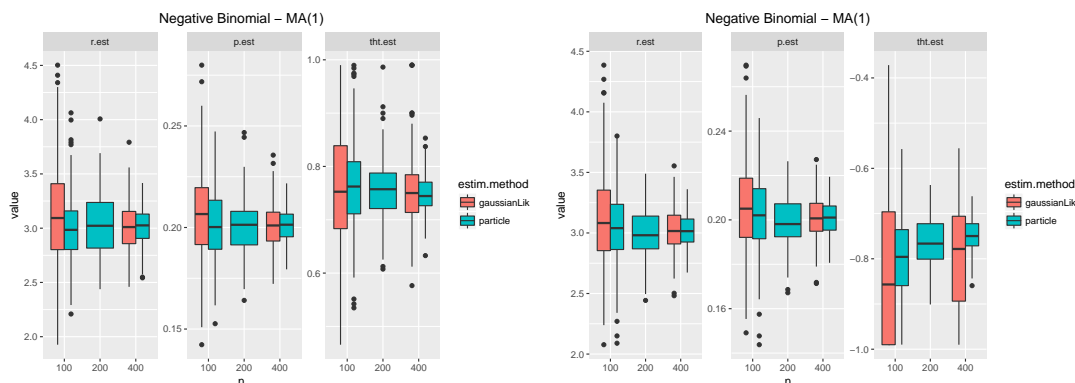 Negative Binomial − MA(1)
r.est
p.est
tht.est
4.5
4.0
3.5
3.0
2.5
2.0
0.25
0.20
0.15
1.0
0.8
0.6
value
100
200
400
100
200
400
100
200
400
n
estim.method
gaussianLik
particle
Negative Binomial − MA(1)
r.est
p.est
tht.est
4.5
4.0
3.5
3.0
2.5
2.0
0.24
0.20
0.16
−0.4
−0.6
−0.8
−1.0
value
100
200
400
100
200
400
100
200
400
n
estim.method
gaussianLik
particle